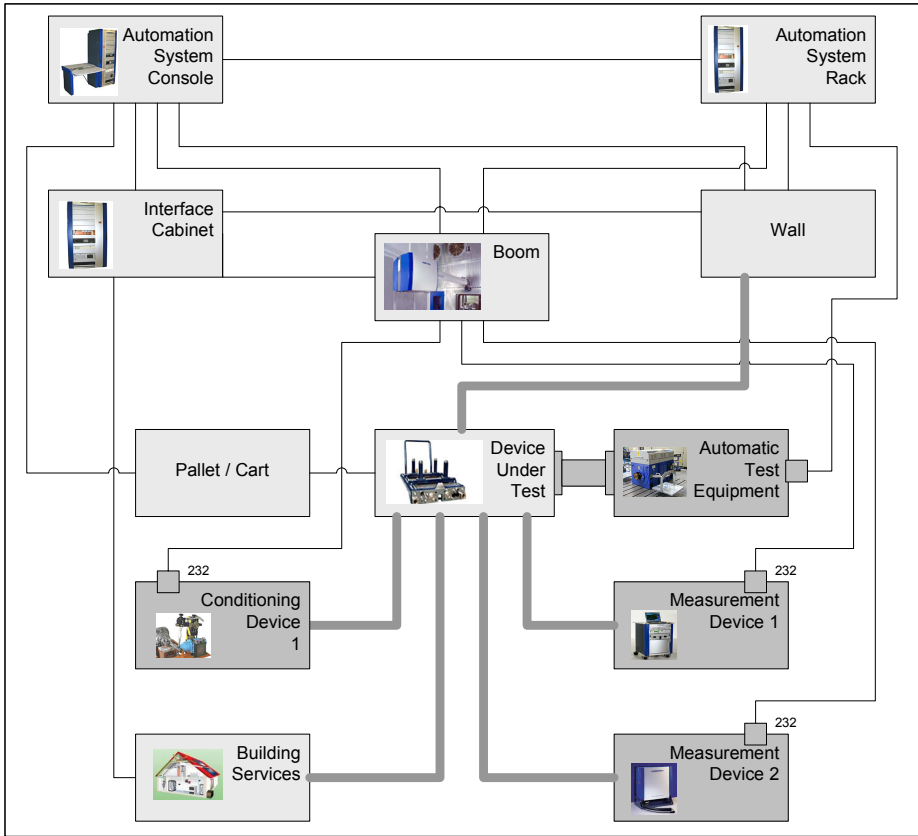 Automation
System
Console
Automation
System
Rack
Interface
Cabinet
Boom
Wall
Pallet / Cart
Device
Under
Test
Automatic
Test
Equipment
232
Conditioning
Device
1
232
Measurement
Device 1
Building
Services
232
Measurement
Device 2